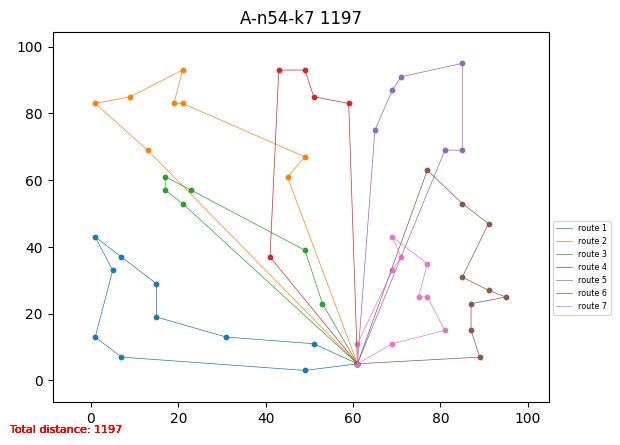 A-n54-k7 1197
100
80
60
40
20
0
0 20 40 60 80 100
route 1
route 2
route 3
route 4
route 5
route 6
route 7
Total distance: 1197